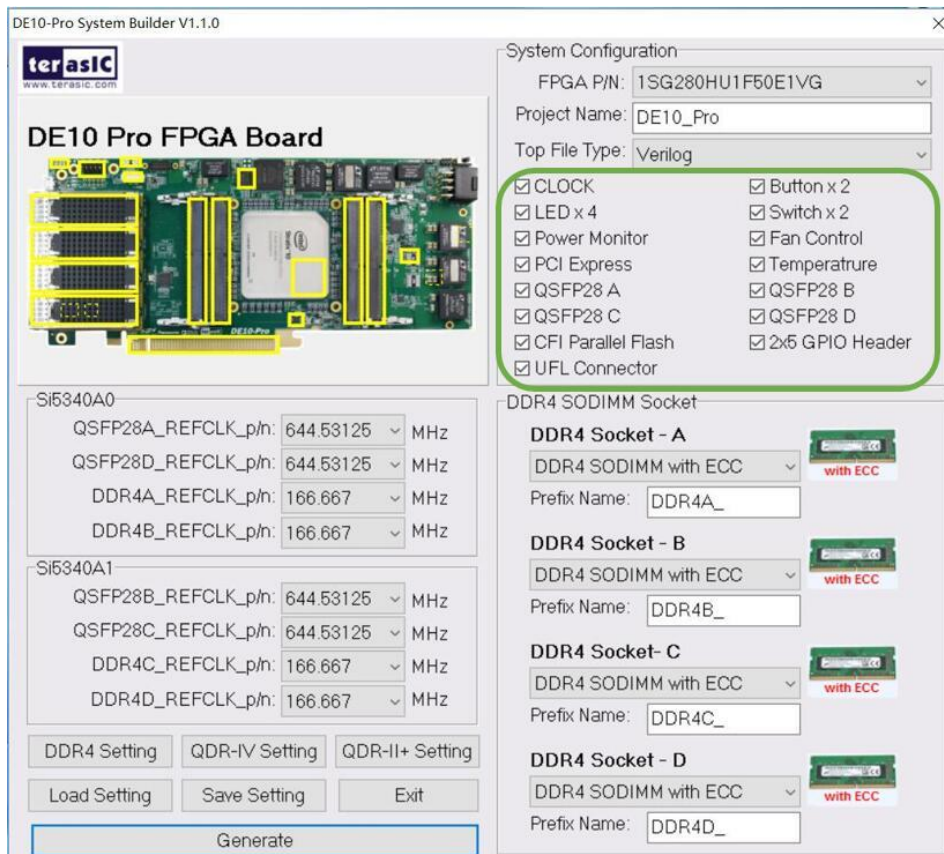 DE10-Pro System Builder V1.1.0
terasIC
www.terasic.com
DE10 Pro FPGA Board
DE10-Pro
System Configuration
FPGA P/N: 1SG280HU1F50E1VG
Project Name: DE10_Pro
Top File Type: Verilog
CLOCK Button x 2
LED x 4 Switch x 2
Power Monitor Fan Control
PCI Express Temperatrure
QSFP28 A QSFP28 B
QSFP28 C QSFP28 D
CFI Parallel Flash 2x5 GPIO Header
UFL Connector
Si5340A0
QSFP28A_REFCLK_p/n: 644.53125 MHz
QSFP28D_REFCLK_p/n: 644.53125 MHz
DDR4A_REFCLK_p/n: 166.667 MHz
DDR4B_REFCLK_p/n: 166.667 MHz
Si5340A1
QSFP28B_REFCLK_p/n: 644.53125 MHz
QSFP28C_REFCLK_p/n: 644.53125 MHz
DDR4C_REFCLK_p/n: 166.667 MHz
DDR4D_REFCLK_p/n: 166.667 MHz
DDR4 Setting QDR-IV Setting QDR-II+ Setting
Load Setting Save Setting Exit
Generate
DDR4 SODIMM Socket
DDR4 Socket - A
DDR4 SODIMM with ECC
with ECC
Prefix Name: DDR4A_
DDR4 Socket - B
DDR4 SODIMM with ECC
with ECC
Prefix Name: DDR4B_
DDR4 Socket- C
DDR4 SODIMM with ECC
with ECC
Prefix Name: DDR4C_
DDR4 Socket - D
DDR4 SODIMM with ECC
with ECC
Prefix Name: DDR4D_